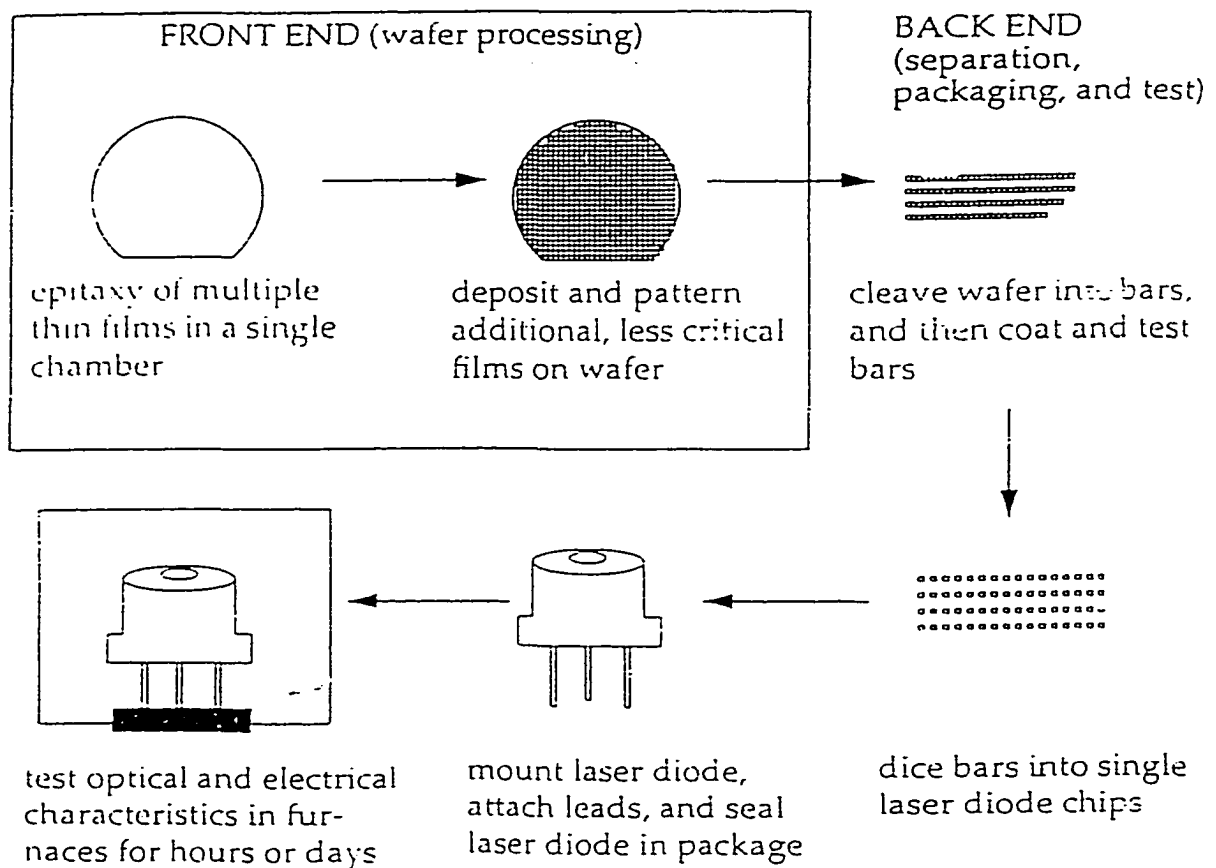 FRONT END (wafer processing)
BACK END
(separation,
packaging, and test)
epitaxy of multiple
thin films in a single
chamber
deposit and pattern
additional, less critical
films on wafer
cleave wafer into bars,
and then coat and test
bars
test optical and electrical
characteristics in fur-
naces for hours or days
mount laser diode,
attach leads, and seal
laser diode in package
dice bars into single
laser diode chips